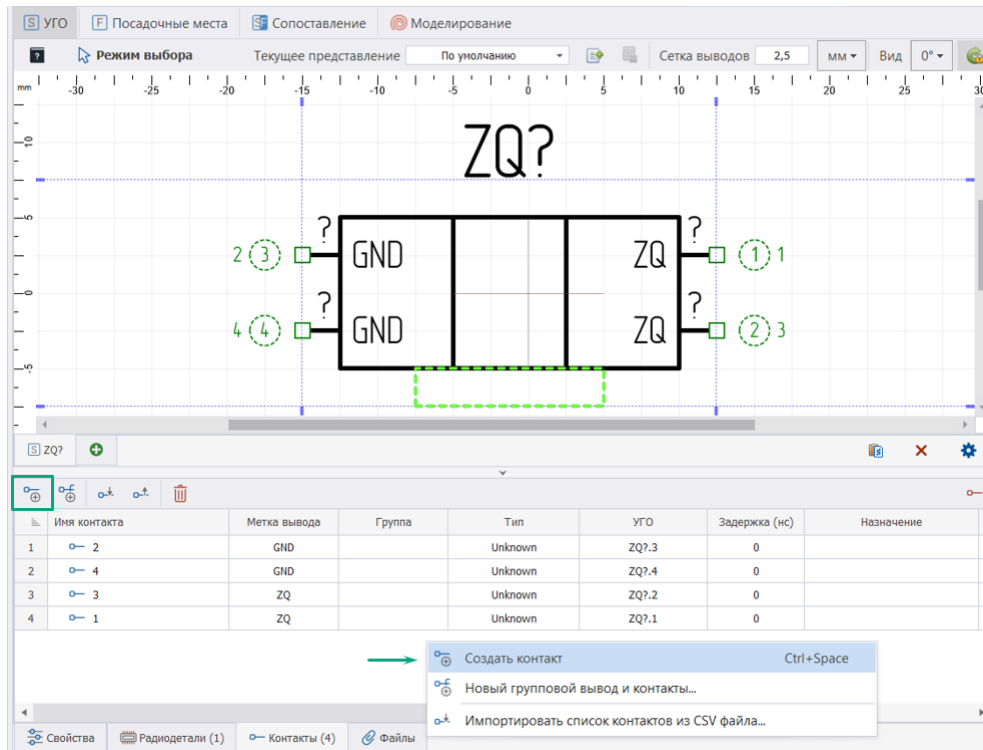 S УГО F Посадочные места S Сопоставление Моделирование
? Режим выбора Текущее представление По умолчанию Сетка выводов 2,5 мм Вид 0°
mm -30 -25 -20 -15 -10 -5 0 5 10 15 20 25 30
-10
ZQ?
-5
? ?
2 3 GND ZQ 1 1
0
? ?
4 4 GND ZQ 2 3
-5
S ZQ?
Имя контакта Метка вывода Группа Тип УГО Задержка (нс) Назначение
1 2 GND Unknown ZQ?.3 0
2 4 GND Unknown ZQ?.4 0
3 3 ZQ Unknown ZQ?.2 0
4 1 ZQ Unknown ZQ?.1 0
Создать контакт Ctrl+Space
Новый групповой вывод и контакты...
Импортировать список контактов из CSV файла...
Свойства Радиодетали (1) Контакты (4) Файлы